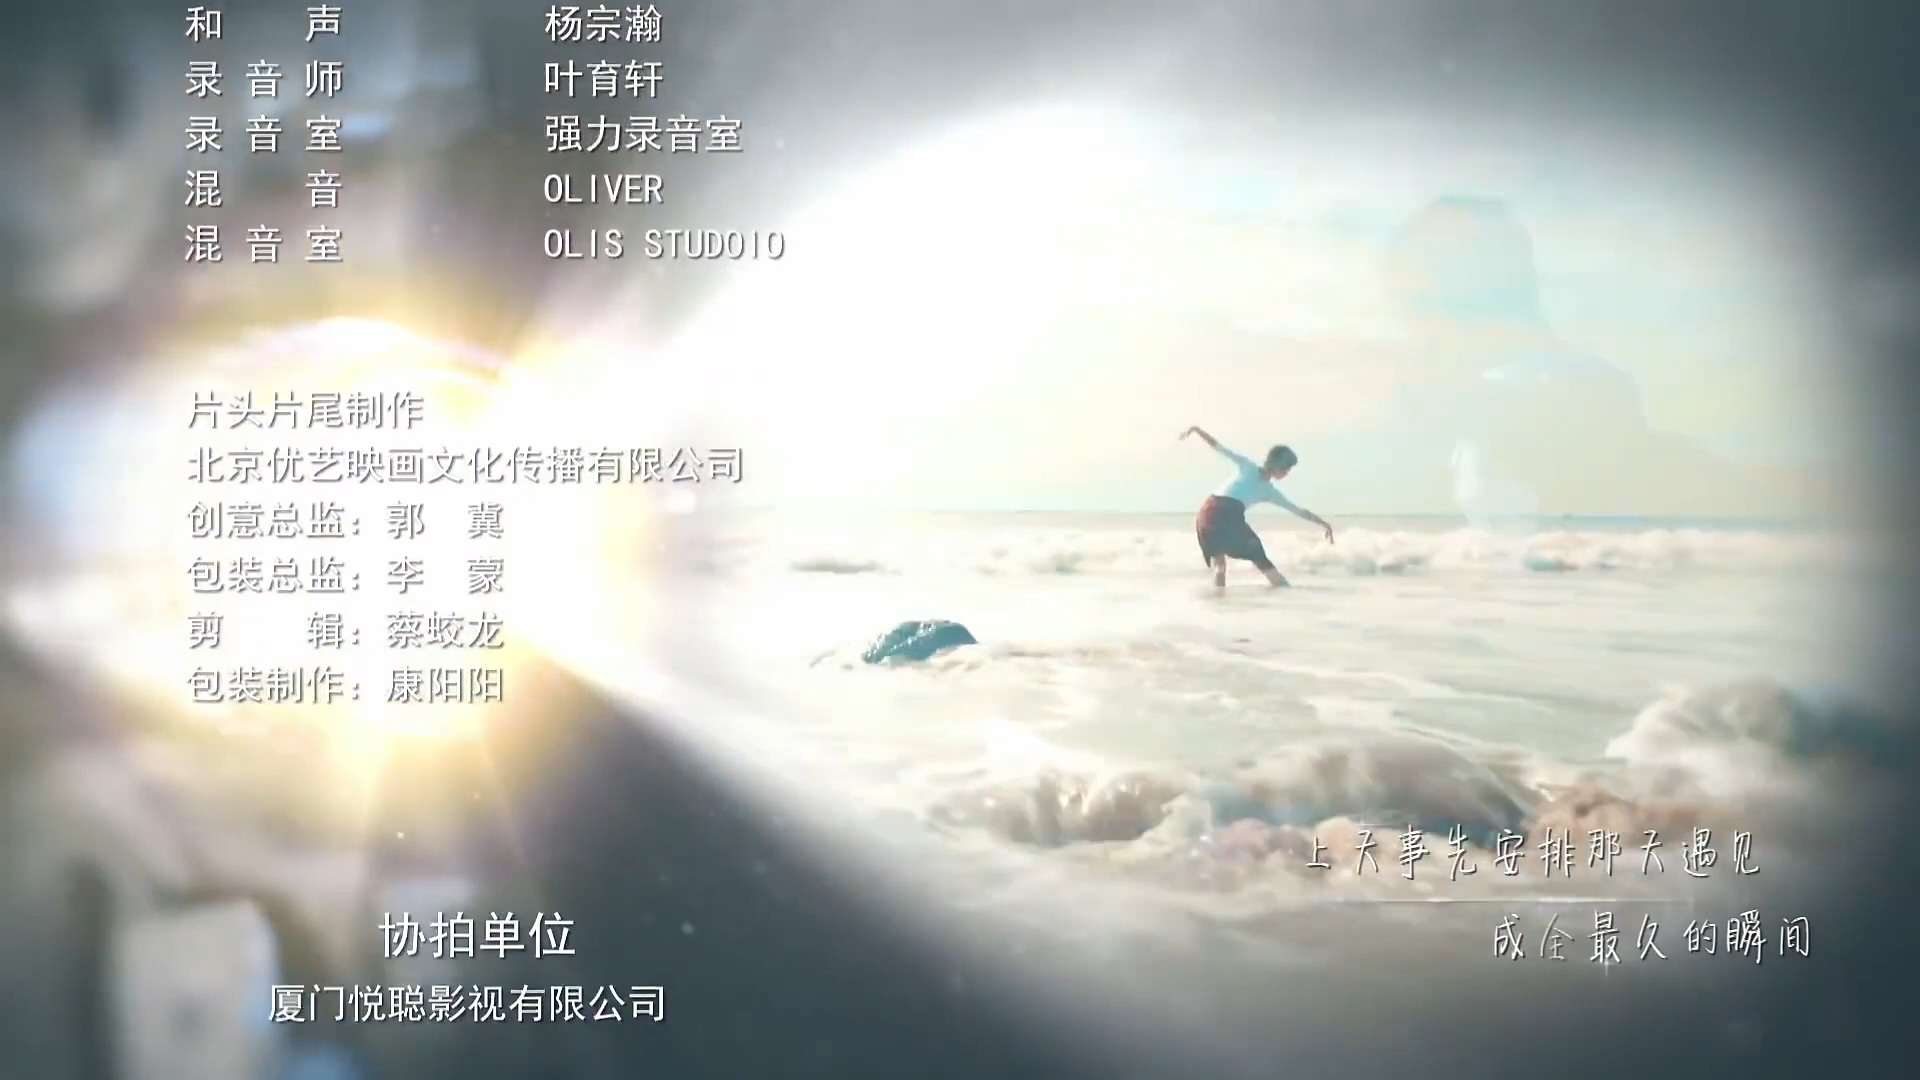 和声 杨宗瀚
录音师 叶育轩
录音室 强力录音室
混音 OLIVER
混音室 OLIS STUDOIO
片头片尾制作
北京优艺映画文化传播有限公司
创意总监：郭 冀
包装总监：李 蒙
剪辑：蔡蛟龙
包装制作：康阳阳
上天事先安排那天遇见
成全最久的瞬间
协拍单位
厦门悦聪影视有限公司